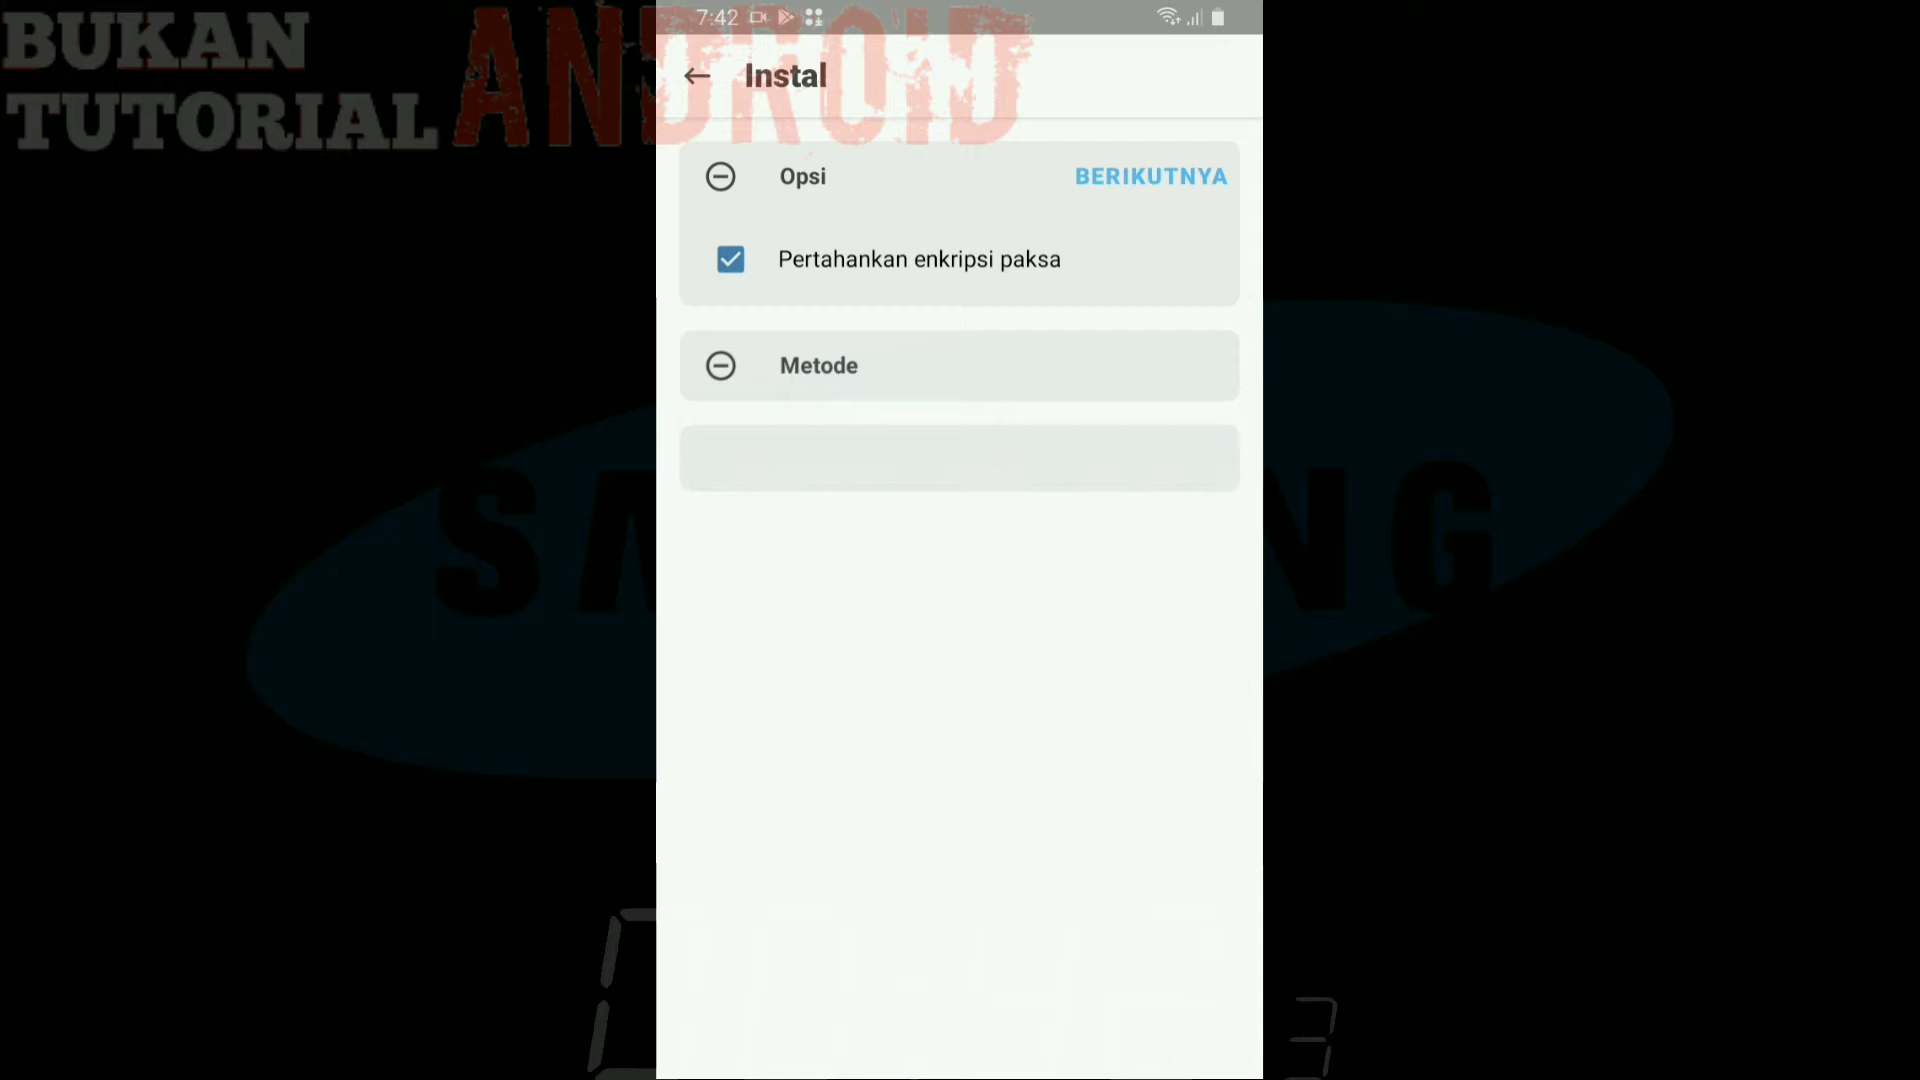 BUKAN
TUTORIAL ANDROID
7:42
Instal
Opsi
BERIKUTNYA
Pertahankan enkripsi paksa
Metode